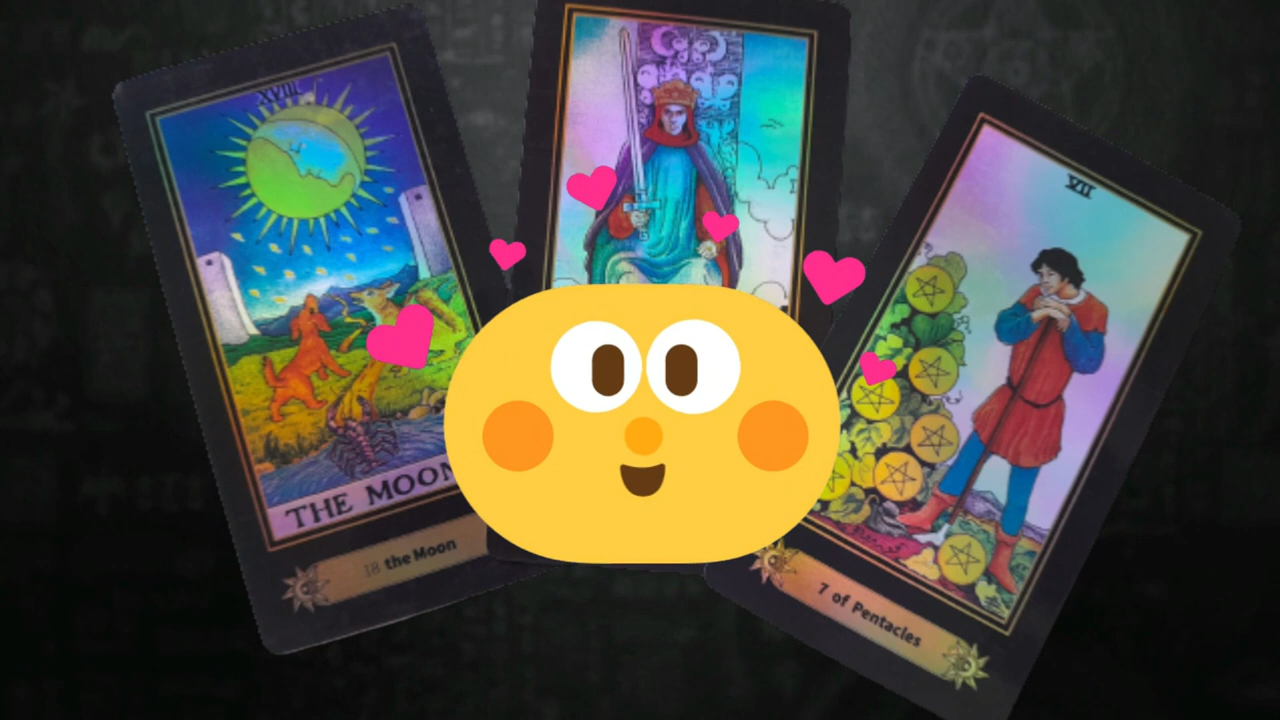 XVIII
THE MOON
18 the Moon
VII
7 of Pentacles